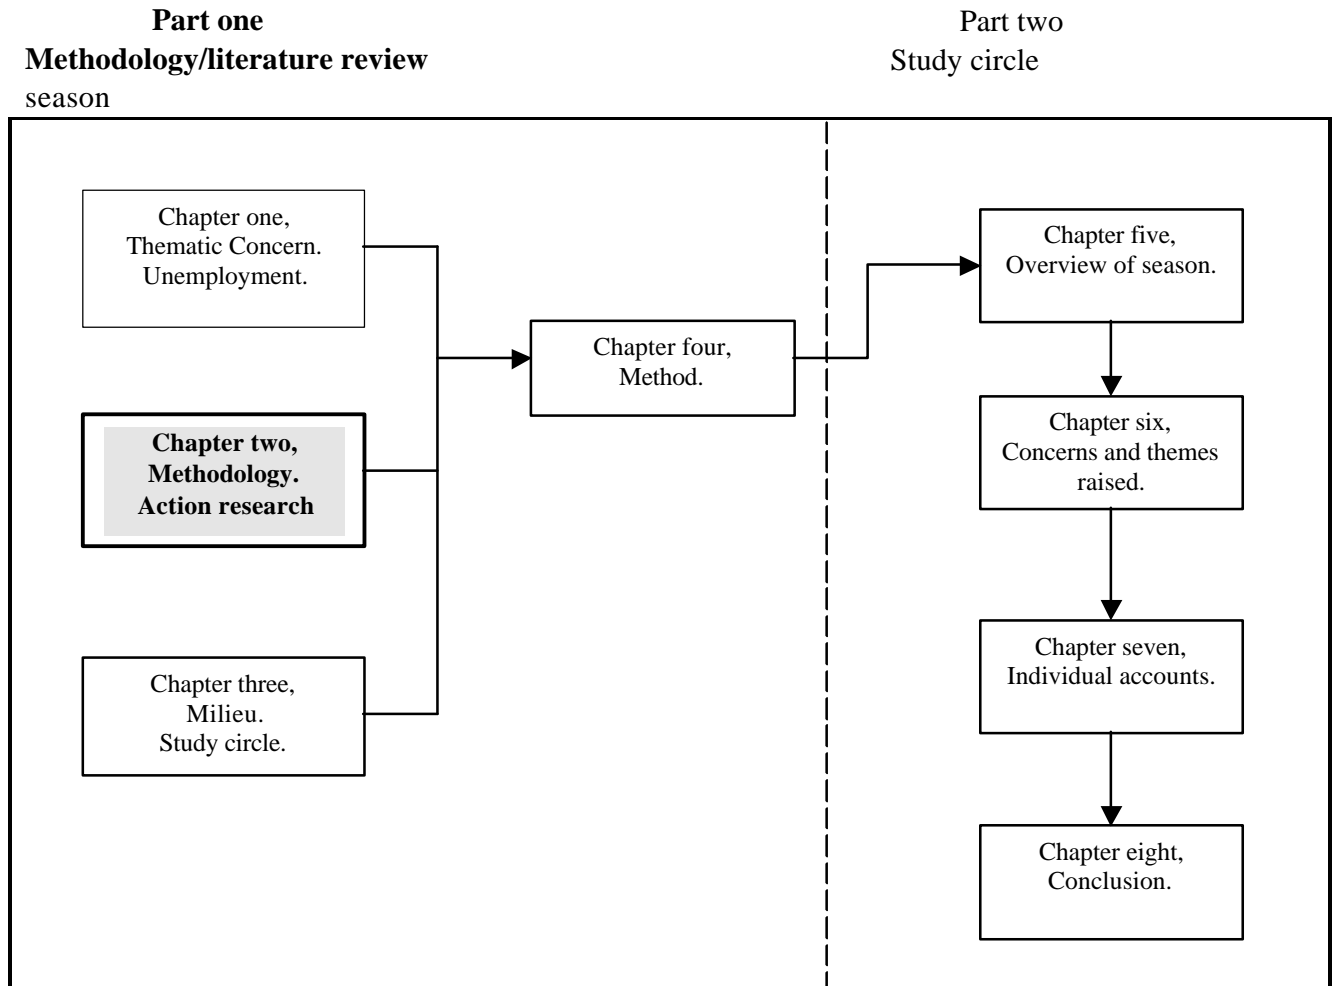 Part one
Methodology/literature review
season
Part two
Study circle
Chapter one,
Thematic Concern.
Unemployment.
Chapter two,
Methodology.
Action research
Chapter three,
Milieu.
Study circle.
Chapter four,
Method.
Chapter five,
Overview of season.
Chapter six,
Concerns and themes
raised.
Chapter seven,
Individual accounts.
Chapter eight,
Conclusion.